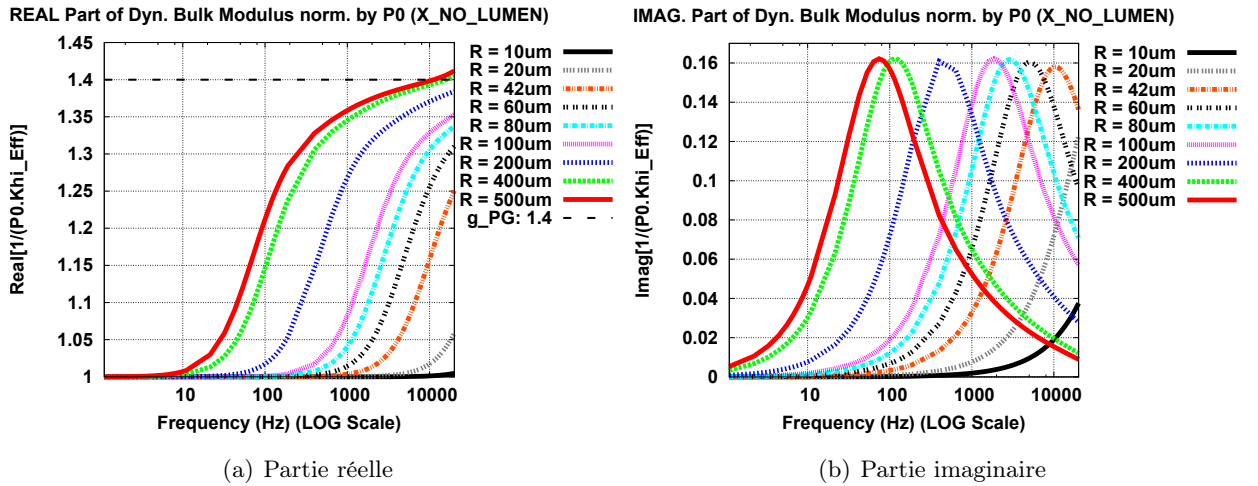 REAL Part of Dyn. Bulk Modulus norm. by P0 (X_NO_LUMEN)
Real[1/(P0.Khi_Eff)]
1.45
1.4
1.35
1.3
1.25
1.2
1.15
1.1
1.05
1
10
100
1000
10000
Frequency (Hz) (LOG Scale)
R = 10um
R = 20um
R = 42um
R = 60um
R = 80um
R = 100um
R = 200um
R = 400um
R = 500um
g_PG: 1.4
(a) Partie réelle
IMAG. Part of Dyn. Bulk Modulus norm. by P0 (X_NO_LUMEN)
Imag[1/(P0.Khi_Eff)]
0.16
0.14
0.12
0.1
0.08
0.06
0.04
0.02
0
10
100
1000
10000
Frequency (Hz) (LOG Scale)
R = 10um
R = 20um
R = 42um
R = 60um
R = 80um
R = 100um
R = 200um
R = 400um
R = 500um
(b) Partie imaginaire